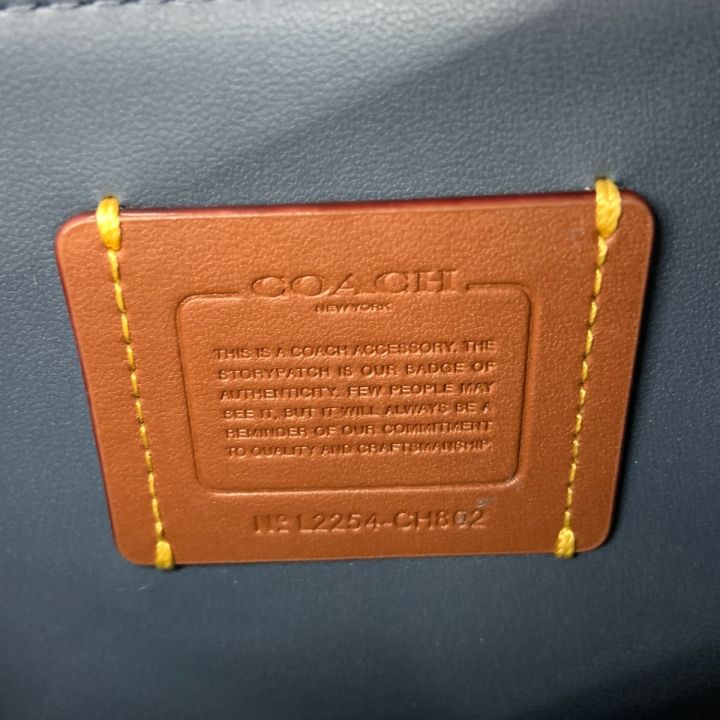 COACH
NEW YORK
THIS IS A COACH ACCESSORY. THE
STORYPATCH IS OUR BADGE OF
AUTHENTICITY. FEW PEOPLE MAY
SEE IT, BUT IT WILL ALWAYS BE A
REMINDER OF OUR COMMITMENT
TO QUALITY AND CRAFTSMANSHIP.
Nº L2254-CH602